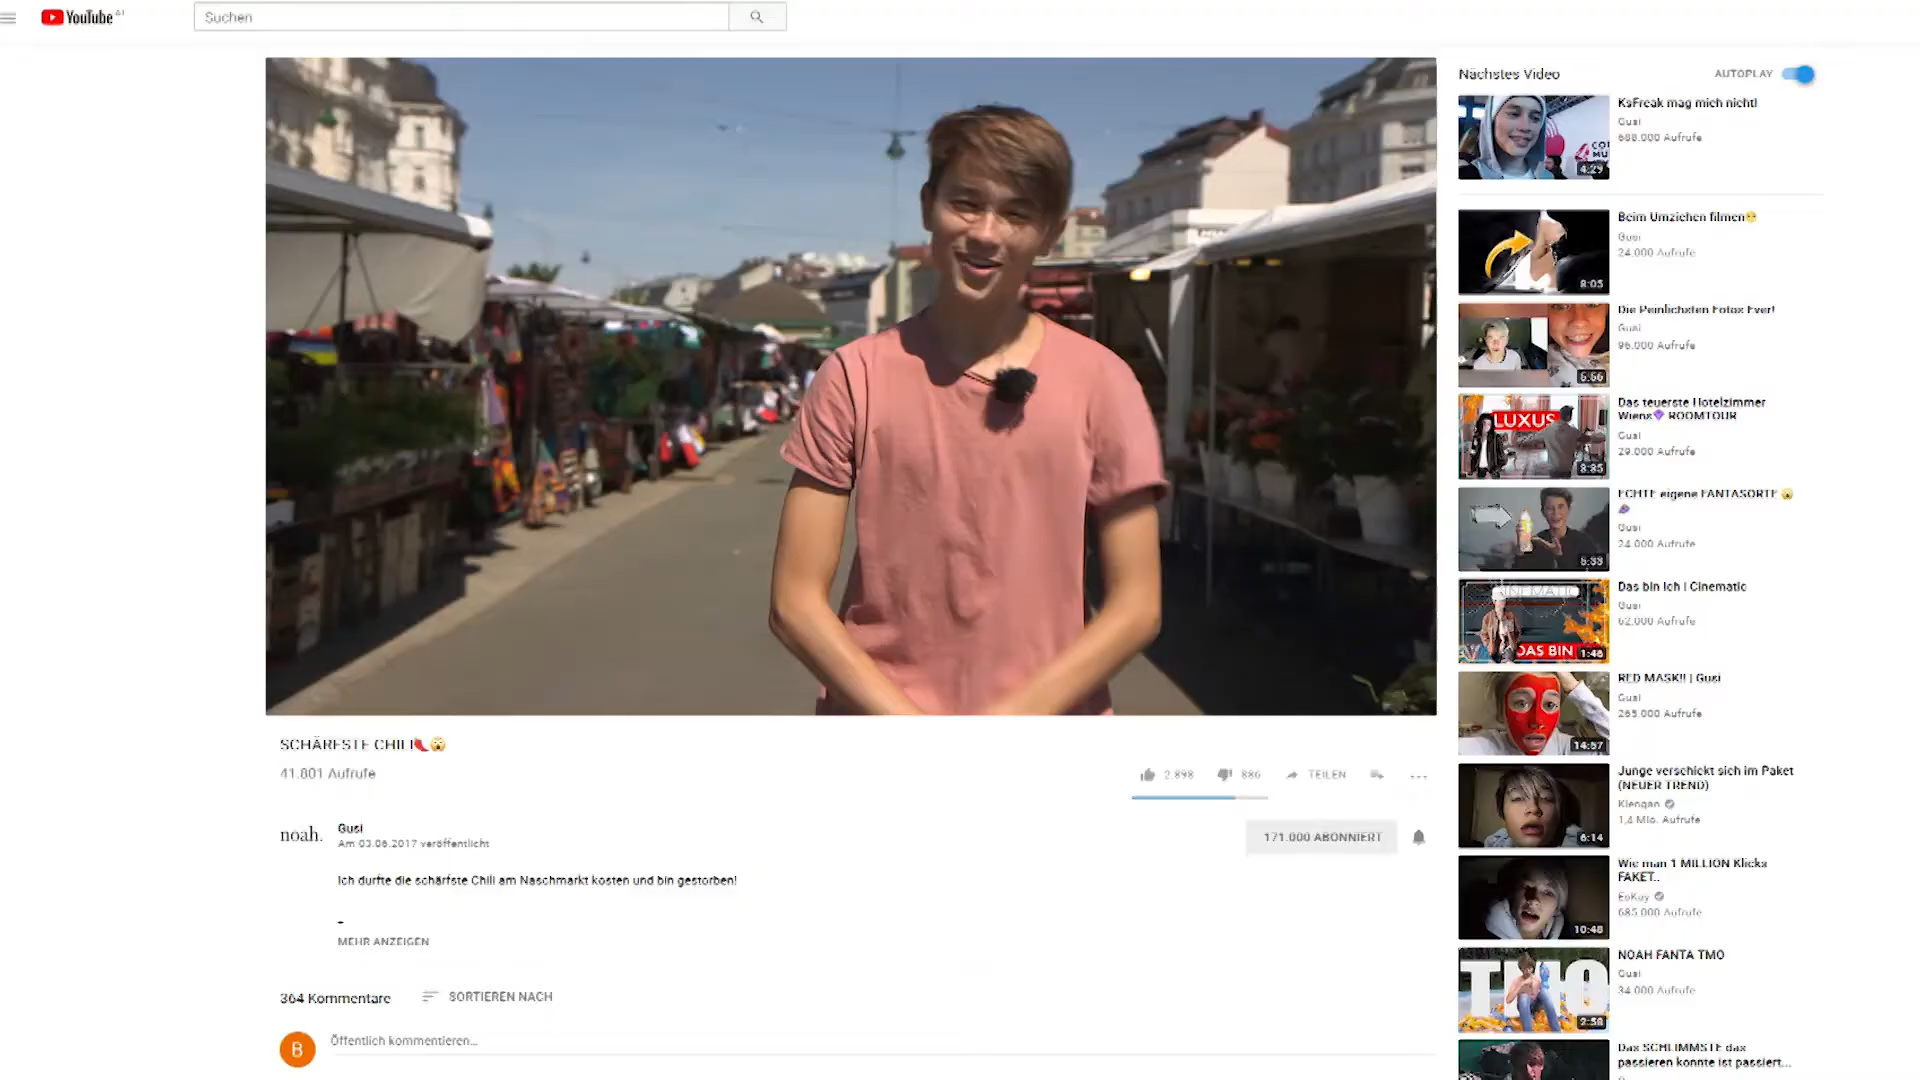 YouTube AT
Suchen
SCHÄRFSTE CHILI🌶️😱
41.801 Aufrufe
2.898
886
TEILEN
noah.
Gusi
Am 03.06.2017 veröffentlicht
171.000 ABONNIERT
Ich durfte die schärfste Chili am Naschmarkt kosten und bin gestorben!
-
MEHR ANZEIGEN
364 Kommentare
SORTIEREN NACH
B
Öffentlich kommentieren...
Nächstes Video
AUTOPLAY
KsFreak mag mich nicht!
Gusi
688.000 Aufrufe
4:29
Beim Umziehen filmen
Gusi
24.000 Aufrufe
8:05
Die Peinlichsten Fotos Ever!
Gusi
96.000 Aufrufe
5:56
Das teuerste Hotelzimmer
Wiens💎 ROOMTOUR
Gusi
29.000 Aufrufe
LUXUS
ECHTE eigene FANTASORTE
Gusi
24.000 Aufrufe
5:33
Das bin ich | Cinematic
Gusi
62.000 Aufrufe
DAS BIN
1:48
RED MASK!! | Gusi
Gusi
265.000 Aufrufe
14:57
Junge verschickt sich im Paket
(NEUER TREND)
Klengan
1,4 Mio. Aufrufe
6:14
Wie man 1 MILLION Klicks
FAKET..
685.000 Aufrufe
10:48
NOAH FANTA TMO
Gusi
34.000 Aufrufe
TMO
2:58
Das SCHLIMMSTE das
passieren konnte ist passiert...